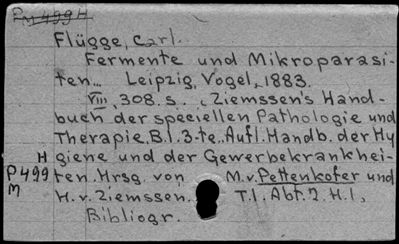 P M 499 H
Flügge, Carl.
Fermente und Mikroparasi-
ten... Leipzig, Vogel, 1883.
VIII, 308. s. (Ziemssen's Hand-
buch der speciellen Pathologie und
Therapie. B.1. 3-te. Aufl. Handb. der Hy
H giene und der Gewerbekrankhei-
P 499 ten. Hrsg. von M.v. Pettenkofer und
M H. v. Ziemssen. T.1. Abt. 2. H.1,
Bibliogr.